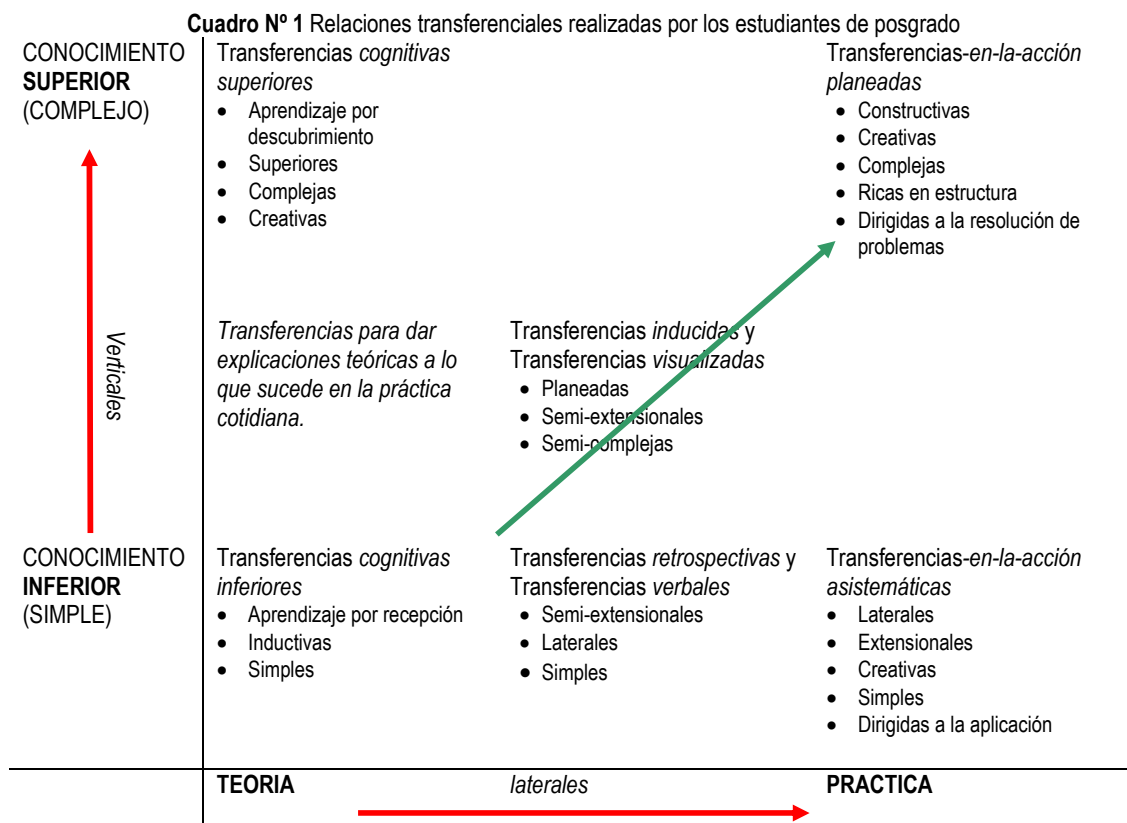 Cuadro Nº 1 Relaciones transferenciales realizadas por los estudiantes de posgrado
CONOCIMIENTO
SUPERIOR
(COMPLEJO)
Transferencias cognitivas
superiores
• Aprendizaje por
descubrimiento
• Superiores
• Complejas
• Creativas
Transferencias-en-la-acción
planeadas
• Constructivas
• Creativas
• Complejas
• Ricas en estructura
• Dirigidas a la resolución de
problemas
Verticales
Transferencias para dar
explicaciones teóricas a lo
que sucede en la práctica
cotidiana.
Transferencias inducidas y
Transferencias visualizadas
• Planeadas
• Semi-extensionales
• Semi-complejas
CONOCIMIENTO
INFERIOR
(SIMPLE)
Transferencias cognitivas
inferiores
• Aprendizaje por recepción
• Inductivas
• Simples
Transferencias retrospectivas y
Transferencias verbales
• Semi-extensionales
• Laterales
• Simples
Transferencias-en-la-acción
asistemáticas
• Laterales
• Extensionales
• Creativas
• Simples
• Dirigidas a la aplicación
TEORIA
laterales
PRACTICA